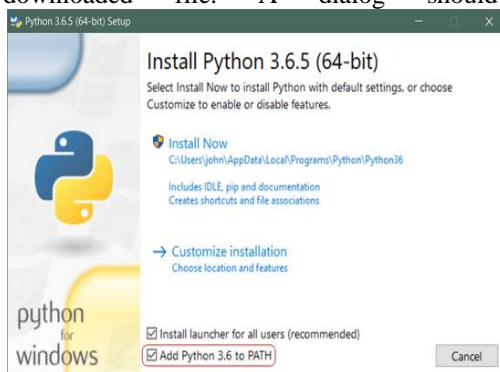 downloaded file. A dialog should
Python 3.6.5 (64-bit) Setup
Install Python 3.6.5 (64-bit)
Select Install Now to install Python with default settings, or choose
Customize to enable or disable features.
Install Now
C:\Users\john\AppData\Local\Programs\Python\Python36
Includes IDLE, pip and documentation
Creates shortcuts and file associations
→ Customize installation
Choose location and features
python
for
windows
Install launcher for all users (recommended)
Add Python 3.6 to PATH
Cancel